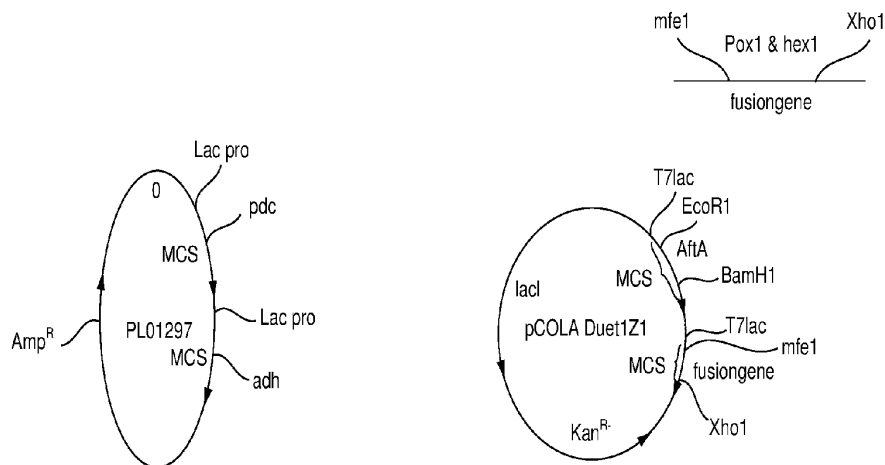 mfe1
Xho1
Pox1 & hex1
fusiongene
Lac pro
0
pdc
MCS
Lac pro
Amp^R
PL01297
MCS
adh
T7lac
EcoR1
AftA
MCS
BamH1
lacI
pCOLA Duet1Z1
T7lac
mfe1
MCS
fusiongene
Xho1
Kan^R-